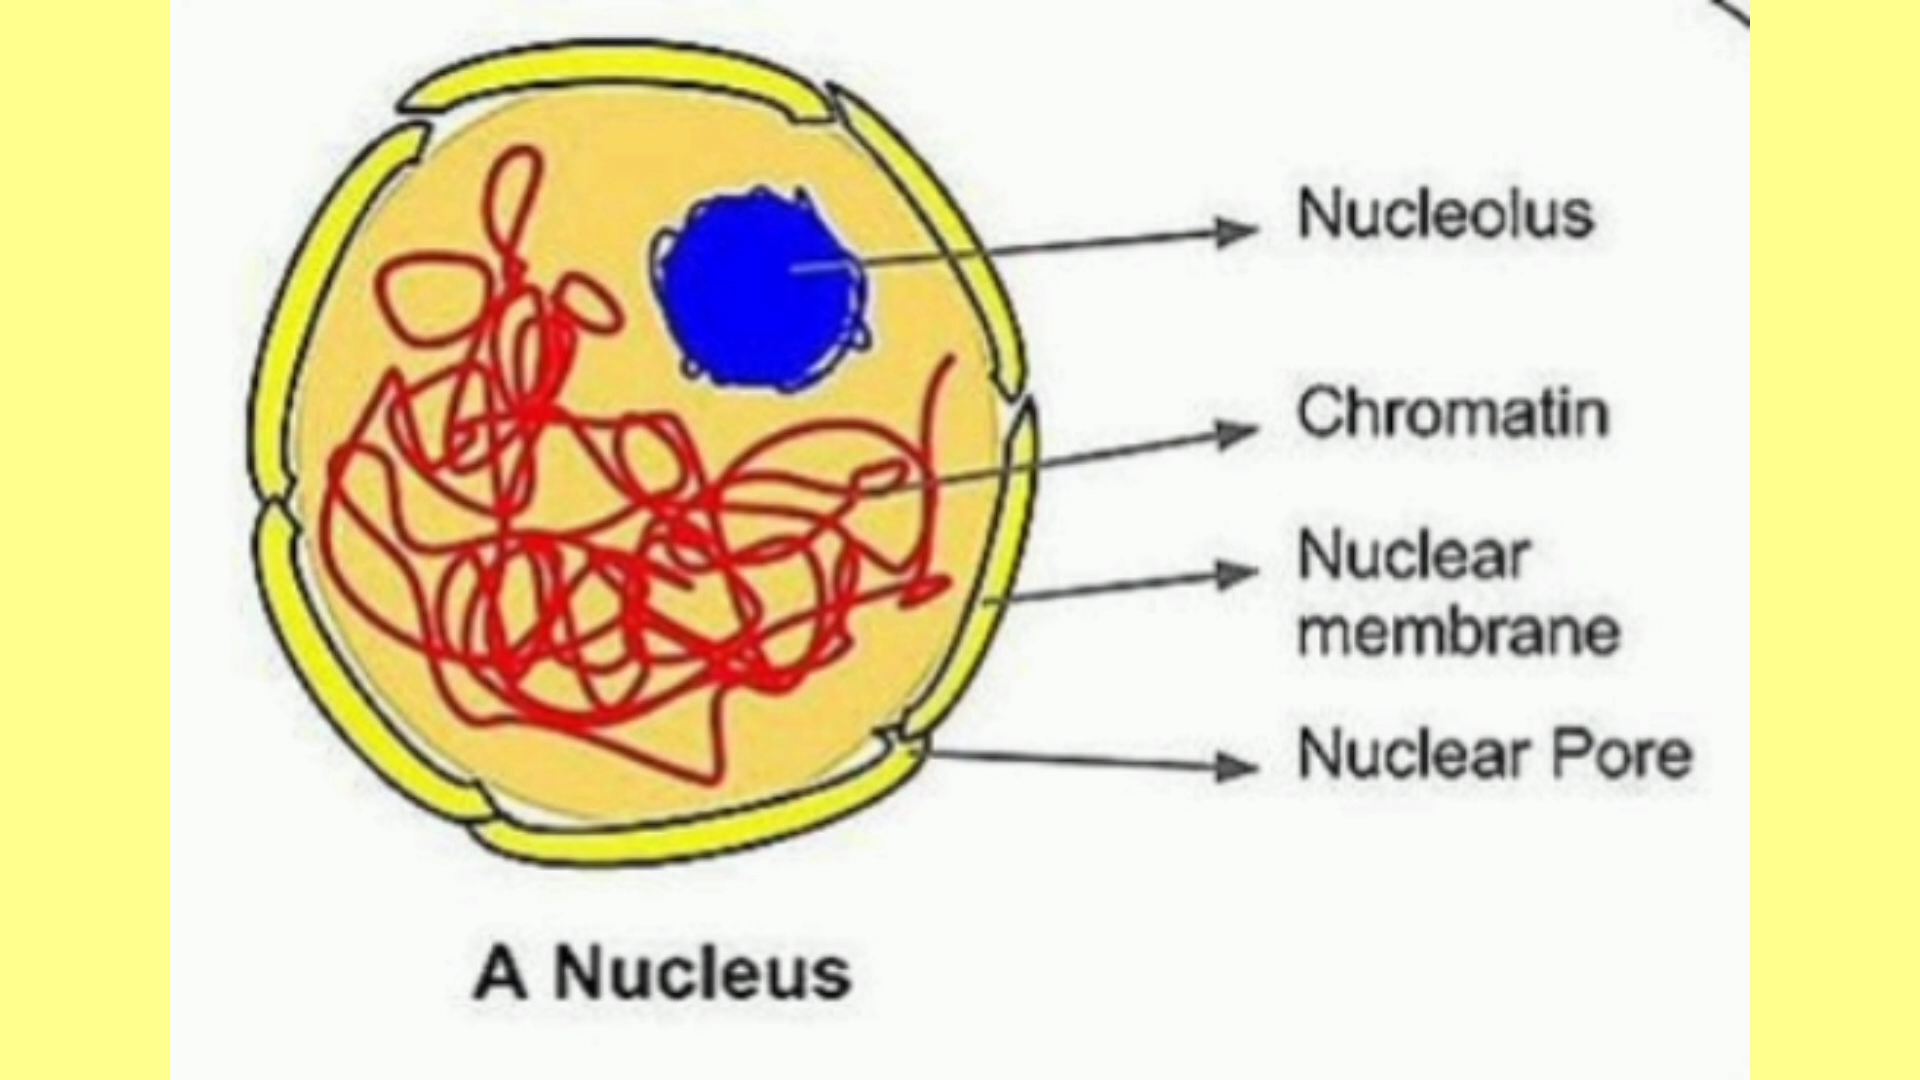 Nucleolus
Chromatin
Nuclear
membrane
Nuclear Pore
A Nucleus